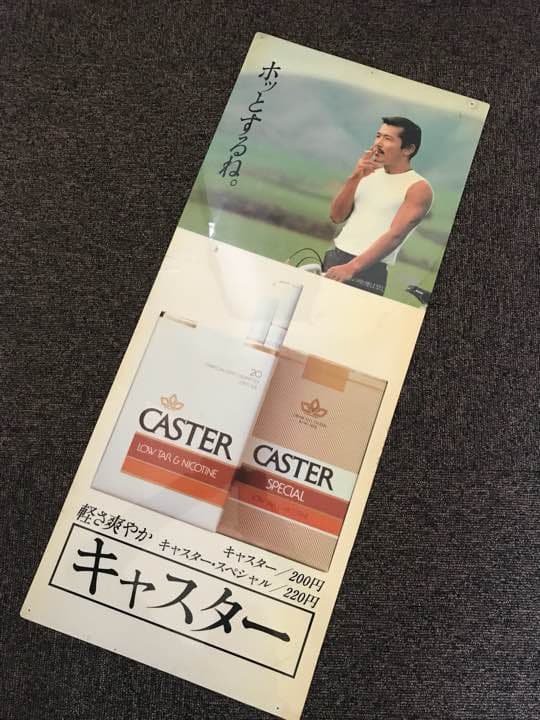 ホッとするね。
20
CASTER
LOW TAR & NICOTINE
CASTER
SPECIAL
軽さ爽やか
キャスター/200円
キャスター・スペシャル/220円
キャスター